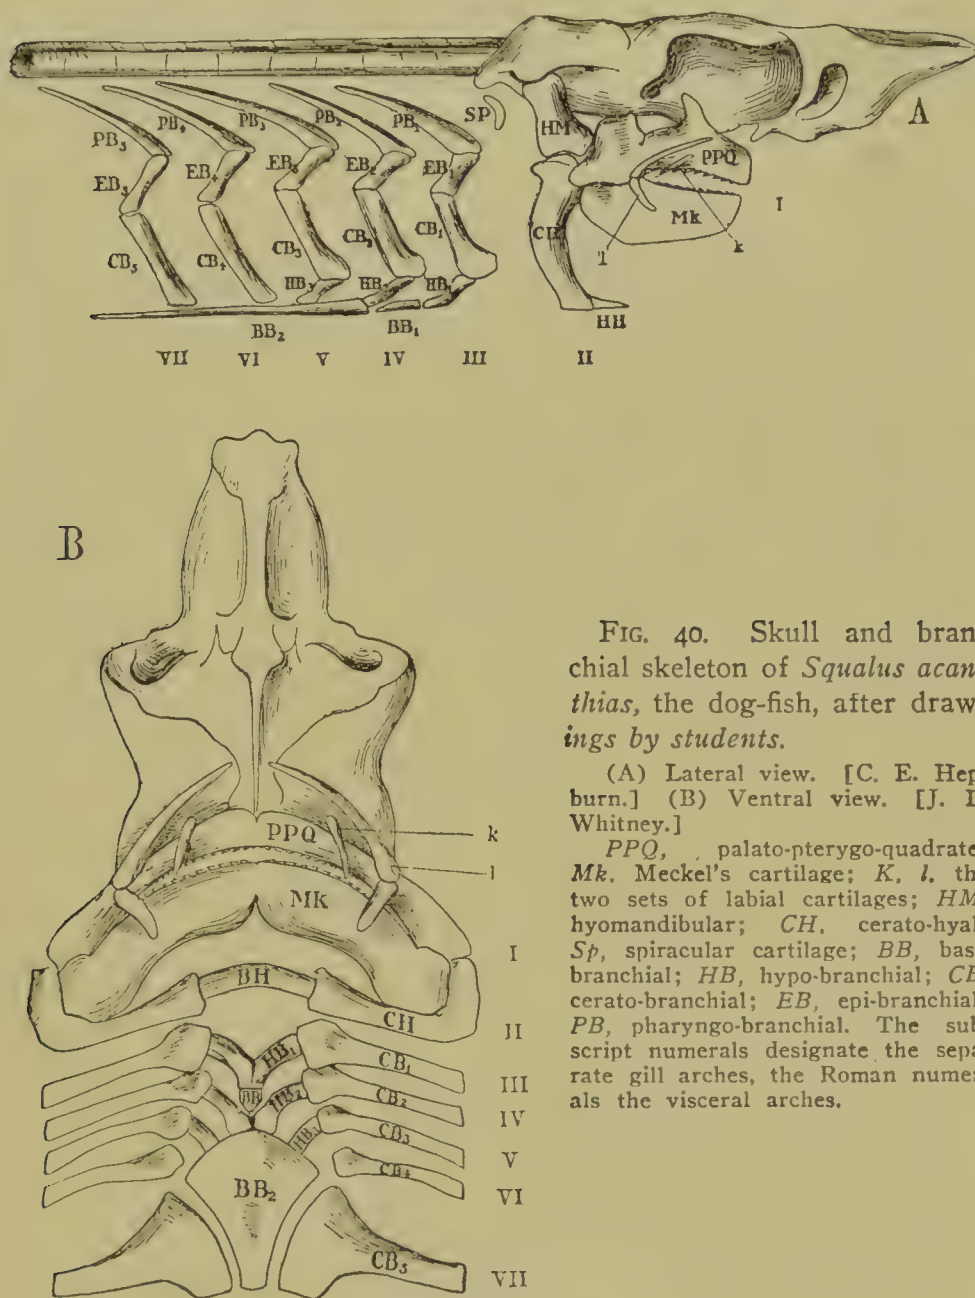 A
SP HM PPQ
PB₅ PB₄ PB₃ PB₂ PB₁
EB₅ EB₄ EB₃ EB₂ EB₁
I
Mk
CH
l k
CB₅ CB₄ CB₃ CB₂ CB₁
HB₃ HB₂ HB₁
HH
BB₂ BB₁
VII VI V IV III II
B
PPQ k
l
Mk
I
BH
CH
II
HB₁ CB₁
III
BB HB₂ CB₂
IV
HB₃ CB₃
V
CB₄
VI
BB₂
CB₅
VII
FIG. 40. Skull and bran
chial skeleton of Squalus acan
thias, the dog-fish, after draw
ings by students.
(A) Lateral view. [C. E. Hep
burn.] (B) Ventral view. [J. 
Whitney.]
PPQ, palato-pterygo-quadrate
Mk. Meckel's cartilage; K, l, th
two sets of labial cartilages; HM
hyomandibular; CH, cerato-hyal
Sp, spiracular cartilage; BB, bas
branchial; HB, hypo-branchial;
cerato-branchial; EB, epi-branchial
PB, pharyngo-branchial. The su
script numerals designate the sepa
rate gill arches, the Roman numer
als the visceral arches.